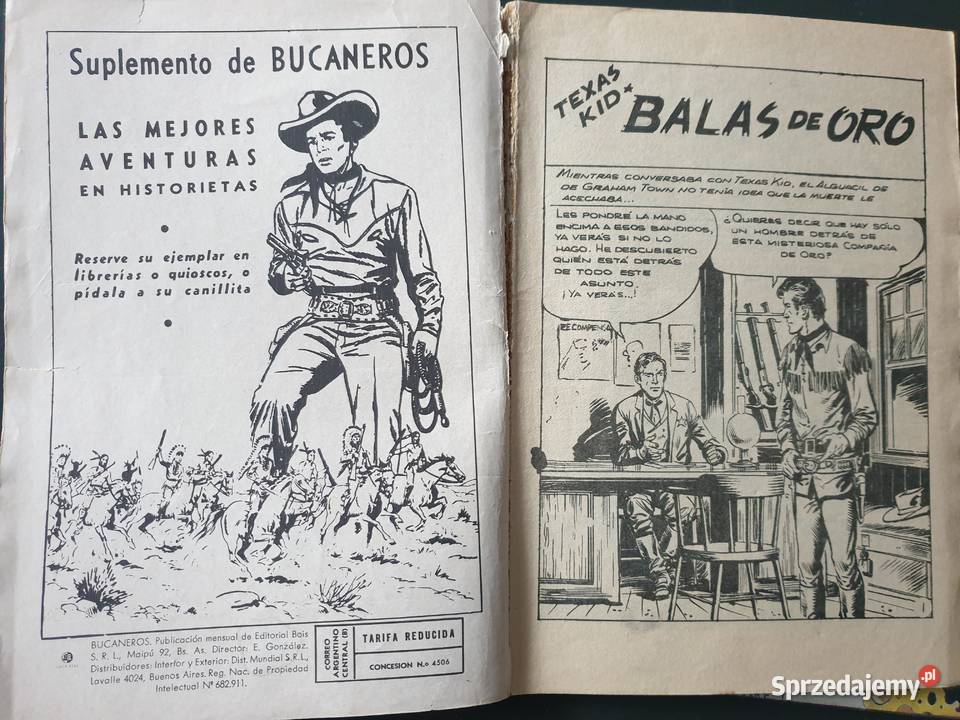 Suplemento de BUCANEROS
LAS MEJORES
AVENTURAS
EN HISTORIETAS
•
Reserve su ejemplar en
librerías o quioscos, o
pídala a su canillita
•
BUCANEROS. Publicación mensual de Editorial Bois
S. R. L., Maipú 92, Bs. As. Director: E. González.
Distribuidores: Interior y Exterior: Dist. Mundial S.R.L.,
Lavalle 4024, Buenos Aires. Reg. Nac. de Propiedad
Intelectual Nº 682.911.
CORREO
ARGENTINO
CENTRAL (B)
TARIFA REDUCIDA
CONCESION N.o 4506
TEXAS
KID★
BALAS DE ORO
MIENTRAS CONVERSABA CON TEXAS KID, EL ALGUACIL DE
DE GRAHAM TOWN NO TENÍA IDEA QUE LA MUERTE LE
ACECHABA...
LES PONDRÉ LA MANO
ENCIMA A ESOS BANDIDOS,
YA VERÁS SI NO LO
HAGO. HE DESCUBIERTO
QUIÉN ESTÁ DETRÁS
DE TODO ESTE
ASUNTO.
¡YA VERÁS...!
¿QUIERES DECIR QUE HAY SÓLO
UN HOMBRE DETRÁS DE
ESTA MISTERIOSA COMPAÑÍA
DE ORO?
RECOMPENSA
1
Sprzedajemy.pl